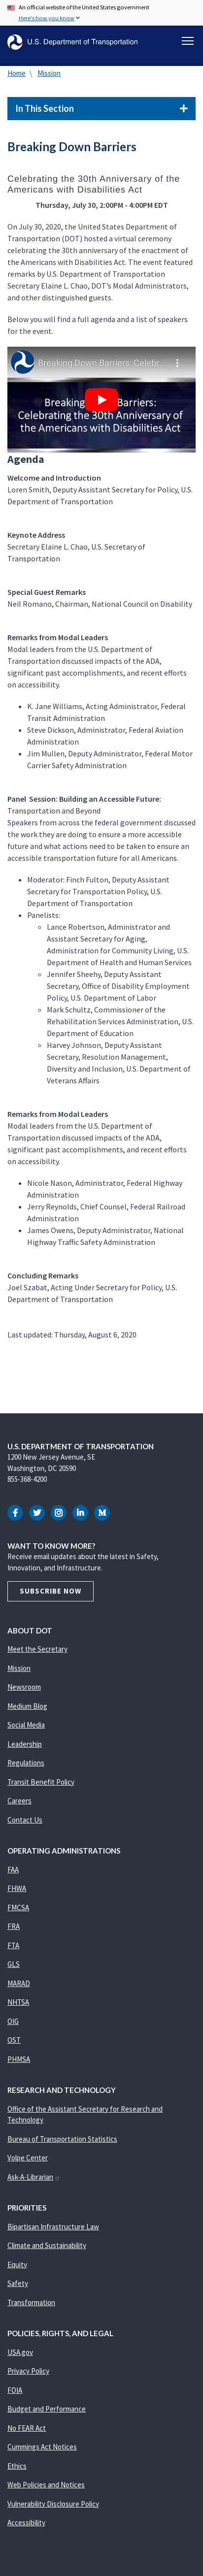 An official website of the United States government
Here's how you know
U.S. Department of Transportation
Home \ Mission
In This Section +
Breaking Down Barriers
Celebrating the 30th Anniversary of the
Americans with Disabilities Act
Thursday, July 30, 2:00PM - 4:00PM EDT
On July 30, 2020, the United States Department of
Transportation (DOT) hosted a virtual ceremony
celebrating the 30th anniversary of the enactment of
the Americans with Disabilities Act. The event featured
remarks by U.S. Department of Transportation
Secretary Elaine L. Chao, DOT's Modal Administrators,
and other distinguished guests.
Below you will find a full agenda and a list of speakers
for the event.
Breaking Down Barriers: Celebr...
Breaking Down Barriers:
Celebrating the 30th Anniversary of
the Americans with Disabilities Act
Agenda
Welcome and Introduction
Loren Smith, Deputy Assistant Secretary for Policy, U.S.
Department of Transportation
Keynote Address
Secretary Elaine L. Chao, U.S. Secretary of
Transportation
Special Guest Remarks
Neil Romano, Chairman, National Council on Disability
Remarks from Modal Leaders
Modal leaders from the U.S. Department of
Transportation discussed impacts of the ADA,
significant past accomplishments, and recent efforts
on accessibility.
• K. Jane Williams, Acting Administrator, Federal
Transit Administration
• Steve Dickson, Administrator, Federal Aviation
Administration
• Jim Mullen, Deputy Administrator, Federal Motor
Carrier Safety Administration
Panel Session: Building an Accessible Future:
Transportation and Beyond
Speakers from across the federal government discussed
the work they are doing to ensure a more accessible
future and what actions need to be taken to ensure an
accessible transportation future for all Americans.
• Moderator: Finch Fulton, Deputy Assistant
Secretary for Transportation Policy, U.S.
Department of Transportation
• Panelists:
○ Lance Robertson, Administrator and
Assistant Secretary for Aging,
Administration for Community Living, U.S.
Department of Health and Human Services
○ Jennifer Sheehy, Deputy Assistant
Secretary, Office of Disability Employment
Policy, U.S. Department of Labor
○ Mark Schultz, Commissioner of the
Rehabilitation Services Administration, U.S.
Department of Education
○ Harvey Johnson, Deputy Assistant
Secretary, Resolution Management,
Diversity and Inclusion, U.S. Department of
Veterans Affairs
Remarks from Modal Leaders
Modal leaders from the U.S. Department of
Transportation discussed impacts of the ADA,
significant past accomplishments, and recent efforts
on accessibility.
• Nicole Nason, Administrator, Federal Highway
Administration
• Jerry Reynolds, Chief Counsel, Federal Railroad
Administration
• James Owens, Deputy Administrator, National
Highway Traffic Safety Administration
Concluding Remarks
Joel Szabat, Acting Under Secretary for Policy, U.S.
Department of Transportation
Last updated: Thursday, August 6, 2020
U.S. DEPARTMENT OF TRANSPORTATION
1200 New Jersey Avenue, SE
Washington, DC 20590
855-368-4200
WANT TO KNOW MORE?
Receive email updates about the latest in Safety,
Innovation, and Infrastructure.
SUBSCRIBE NOW
ABOUT DOT
Meet the Secretary
Mission
Newsroom
Medium Blog
Social Media
Leadership
Regulations
Transit Benefit Policy
Careers
Contact Us
OPERATING ADMINISTRATIONS
FAA
FHWA
FMCSA
FRA
FTA
GLS
MARAD
NHTSA
OIG
OST
PHMSA
RESEARCH AND TECHNOLOGY
Office of the Assistant Secretary for Research and
Technology
Bureau of Transportation Statistics
Volpe Center
Ask-A-Librarian
PRIORITIES
Bipartisan Infrastructure Law
Climate and Sustainability
Equity
Safety
Transformation
POLICIES, RIGHTS, AND LEGAL
USA.gov
Privacy Policy
FOIA
Budget and Performance
No FEAR Act
Cummings Act Notices
Ethics
Web Policies and Notices
Vulnerability Disclosure Policy
Accessibility